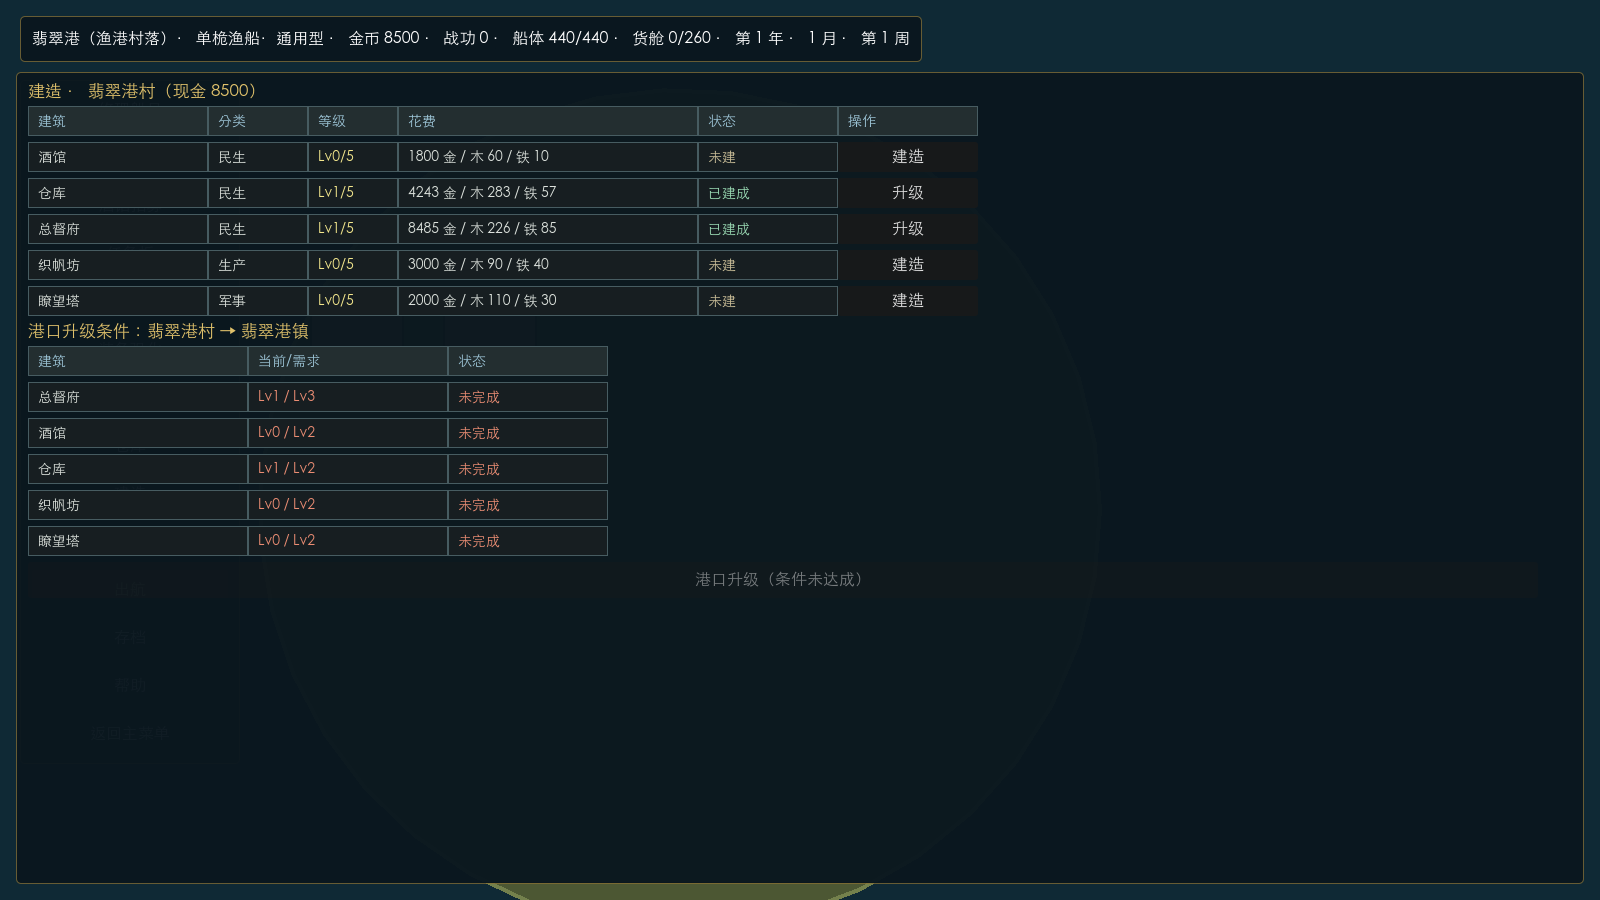 翡翠港（渔港村落）· 单桅渔船· 通用型 · 金币 8500 · 战功 0 · 船体 440/440 · 货舱 0/260 · 第 1 年 · 1 月 · 第 1 周
建造 · 翡翠港村（现金 8500）
建筑 分类 等级 花费 状态 操作
酒馆 民生 Lv0/5 1800 金 / 木 60 / 铁 10 未建 建造
仓库 民生 Lv1/5 4243 金 / 木 283 / 铁 57 已建成 升级
总督府 民生 Lv1/5 8485 金 / 木 226 / 铁 85 已建成 升级
织帆坊 生产 Lv0/5 3000 金 / 木 90 / 铁 40 未建 建造
瞭望塔 军事 Lv0/5 2000 金 / 木 110 / 铁 30 未建 建造
港口升级条件：翡翠港村 → 翡翠港镇
建筑 当前/需求 状态
总督府 Lv1 / Lv3 未完成
酒馆 Lv0 / Lv2 未完成
仓库 Lv1 / Lv2 未完成
织帆坊 Lv0 / Lv2 未完成
瞭望塔 Lv0 / Lv2 未完成
港口升级（条件未达成）